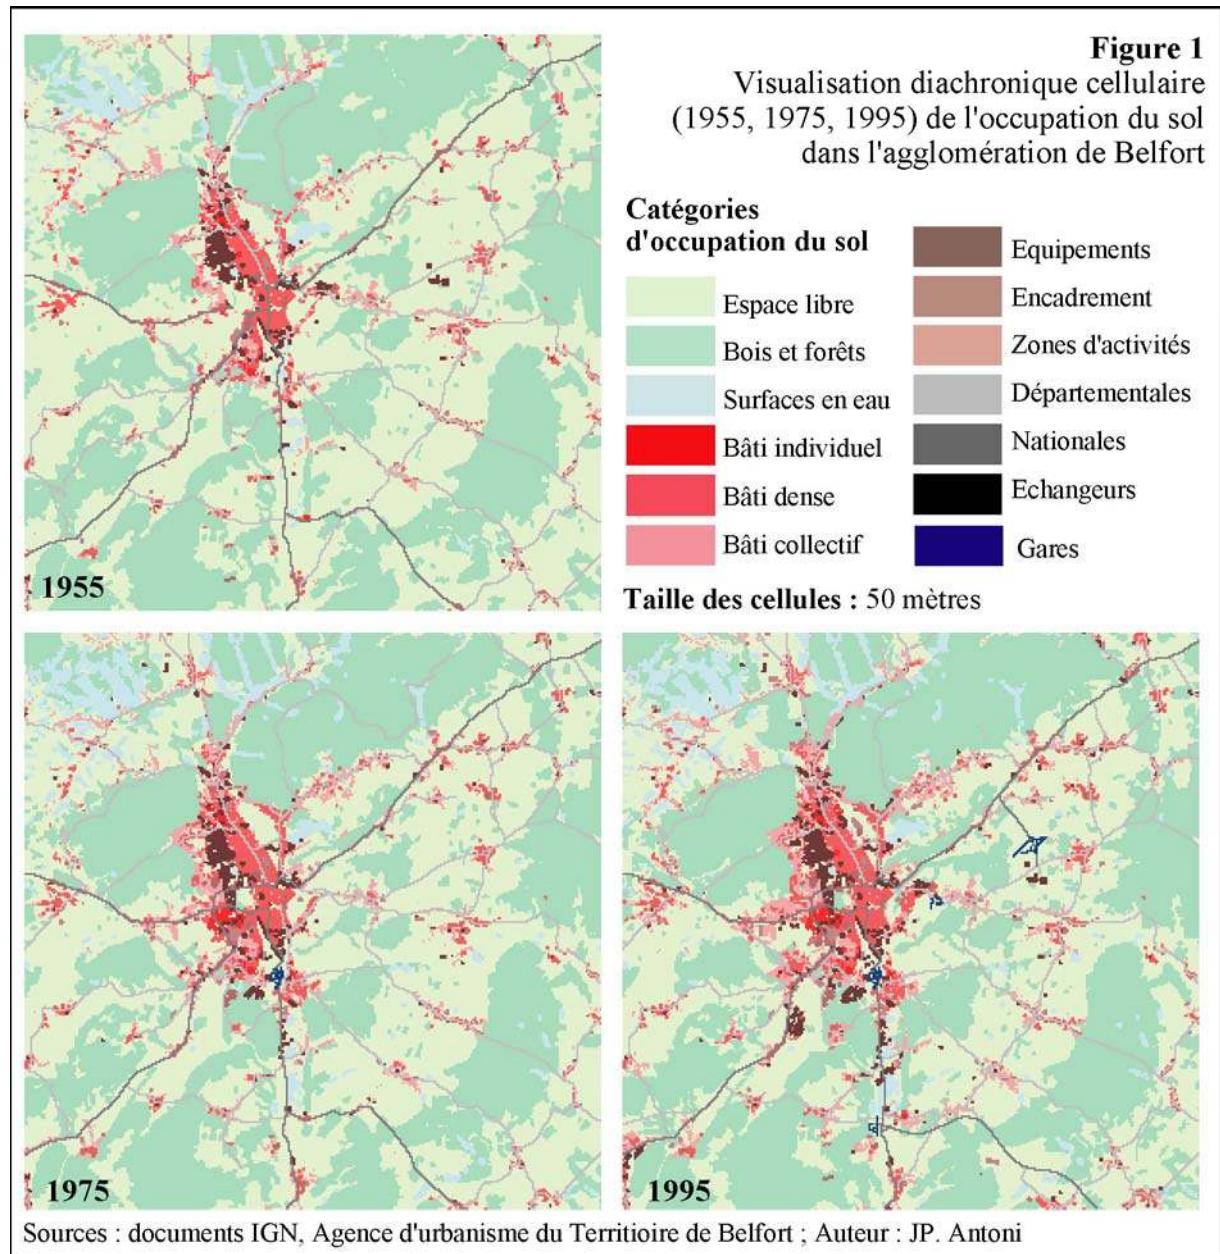 Figure 1
Visualisation diachronique cellulaire
(1955, 1975, 1995) de l'occupation du sol
dans l'agglomération de Belfort
Catégories
d'occupation du sol
Espace libre
Bois et forêts
Surfaces en eau
Bâti individuel
Bâti dense
Bâti collectif
Equipements
Encadrement
Zones d'activités
Départementales
Nationales
Echangeurs
Gares
Taille des cellules : 50 mètres
1955
1975
1995
Sources : documents IGN, Agence d'urbanisme du Territioire de Belfort ; Auteur : JP. Antoni